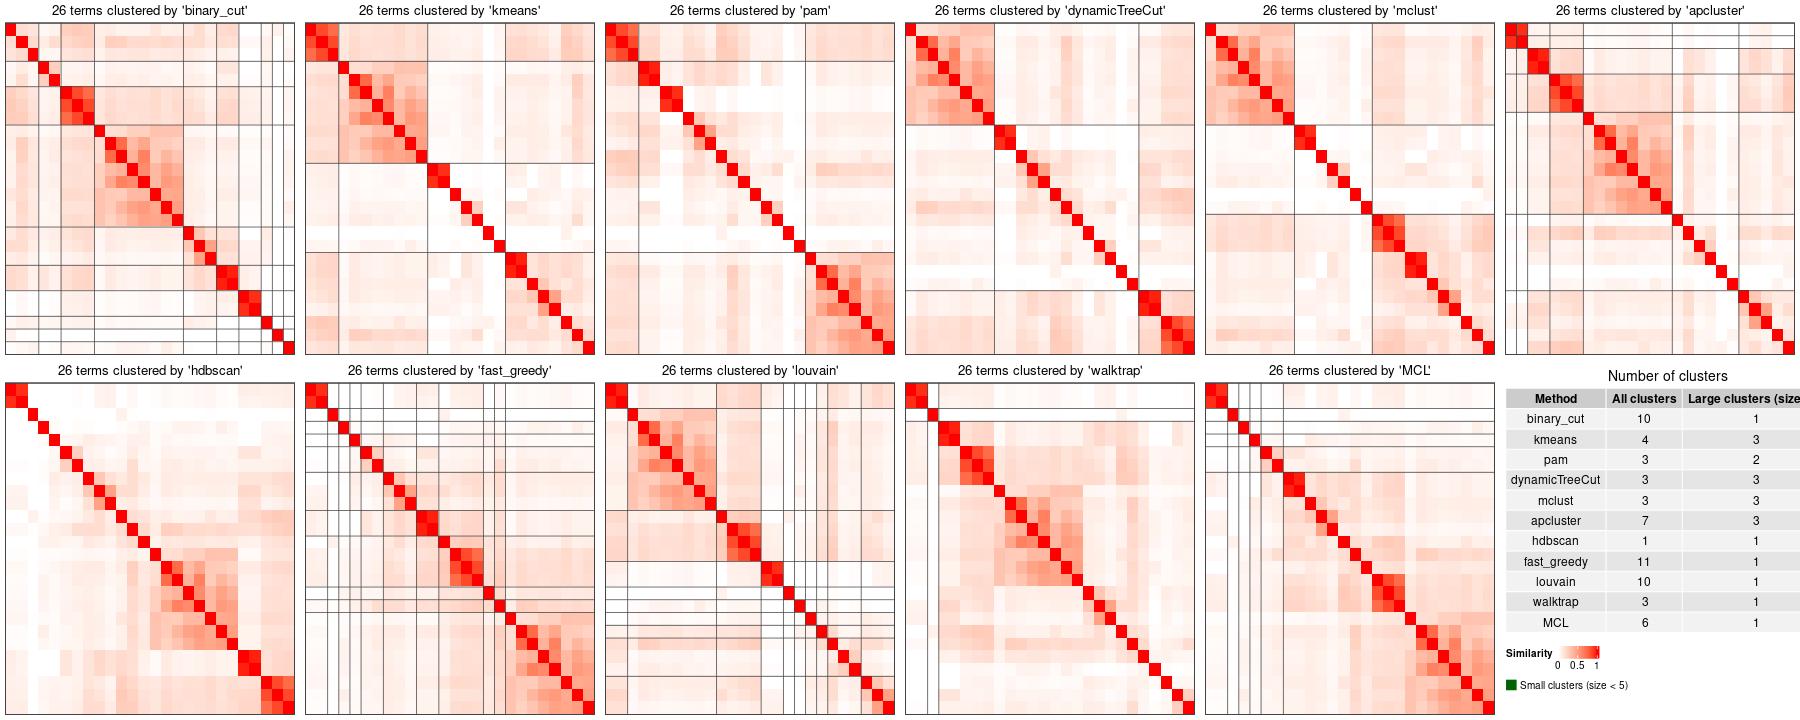 26 terms clustered by 'binary_cut'
26 terms clustered by 'kmeans'
26 terms clustered by 'pam'
26 terms clustered by 'dynamicTreeCut'
26 terms clustered by 'mclust'
26 terms clustered by 'apcluster'
26 terms clustered by 'hdbscan'
26 terms clustered by 'fast_greedy'
26 terms clustered by 'louvain'
26 terms clustered by 'walktrap'
26 terms clustered by 'MCL'
Number of clusters
Method All clusters Large clusters (size
binary_cut 10 1
kmeans 4 3
pam 3 2
dynamicTreeCut 3 3
mclust 3 3
apcluster 7 3
hdbscan 1 1
fast_greedy 11 1
louvain 10 1
walktrap 3 1
MCL 6 1
Similarity
0 0.5 1
Small clusters (size < 5)